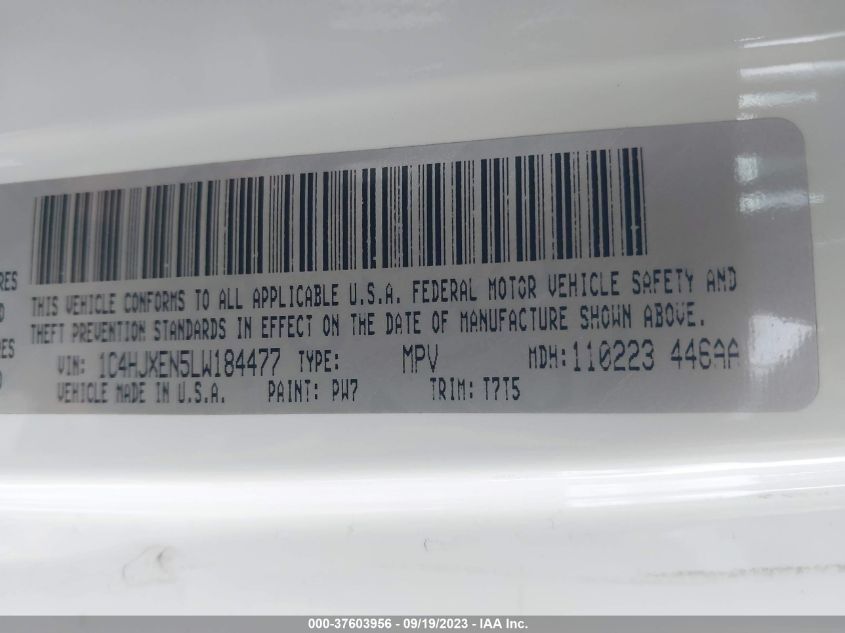 RES
THIS VEHICLE CONFORMS TO ALL APPLICABLE U.S.A. FEDERAL MOTOR VEHICLE SAFETY AND
THEFT PREVENTION STANDARDS IN EFFECT ON THE DATE OF MANUFACTURE SHOWN ABOVE.
RES
VIN: 1C4HJXEN5LW184477 TYPE: MPV MDH: 110223 446AA
VEHICLE MADE IN U.S.A. PAINT: PW7 TRIM: T7T5
000-37603956 - 09/19/2023 - IAA Inc.